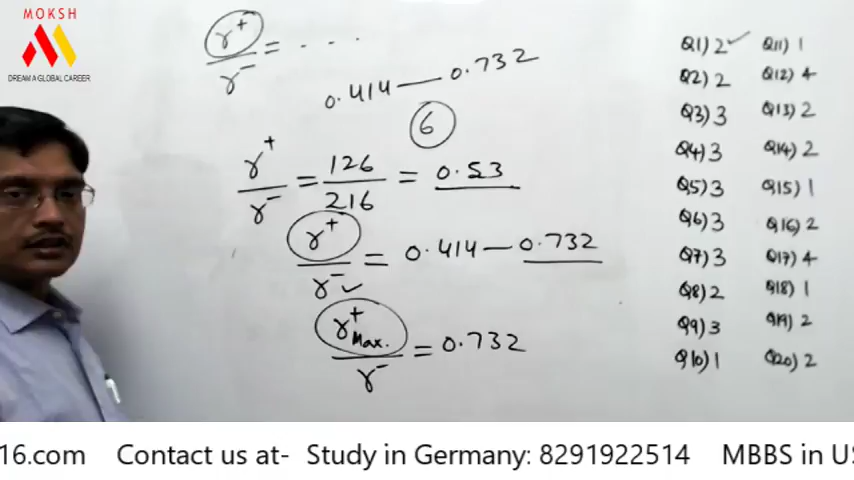 MOKSH
DREAM A GLOBAL CAREER
γ⁺/γ⁻ = . . .
0.414 — 0.732
6
γ⁺/γ⁻ = 126/216 = 0.53
γ⁺/γ⁻ = 0.414 — 0.732
γ⁺Max./γ⁻ = 0.732
Q1) 2 ✓
Q2) 2
Q3) 3
Q4) 3
Q5) 3
Q6) 3
Q7) 3
Q8) 2
Q9) 3
Q10) 1
Q11) 1
Q12) 4
Q13) 2
Q14) 2
Q15) 1
Q16) 2
Q17) 4
Q18) 1
Q19) 2
Q20) 2
16.com Contact us at- Study in Germany: 8291922514 MBBS in US